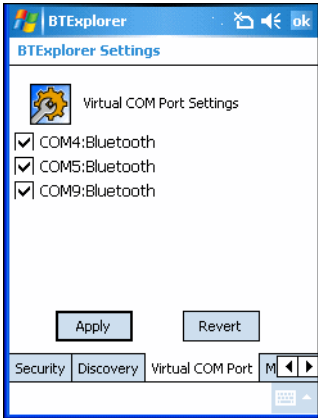 BTExplorer ok
BTExplorer Settings
Virtual COM Port Settings
COM4:Bluetooth
COM5:Bluetooth
COM9:Bluetooth
Apply Revert
Security Discovery Virtual COM Port M